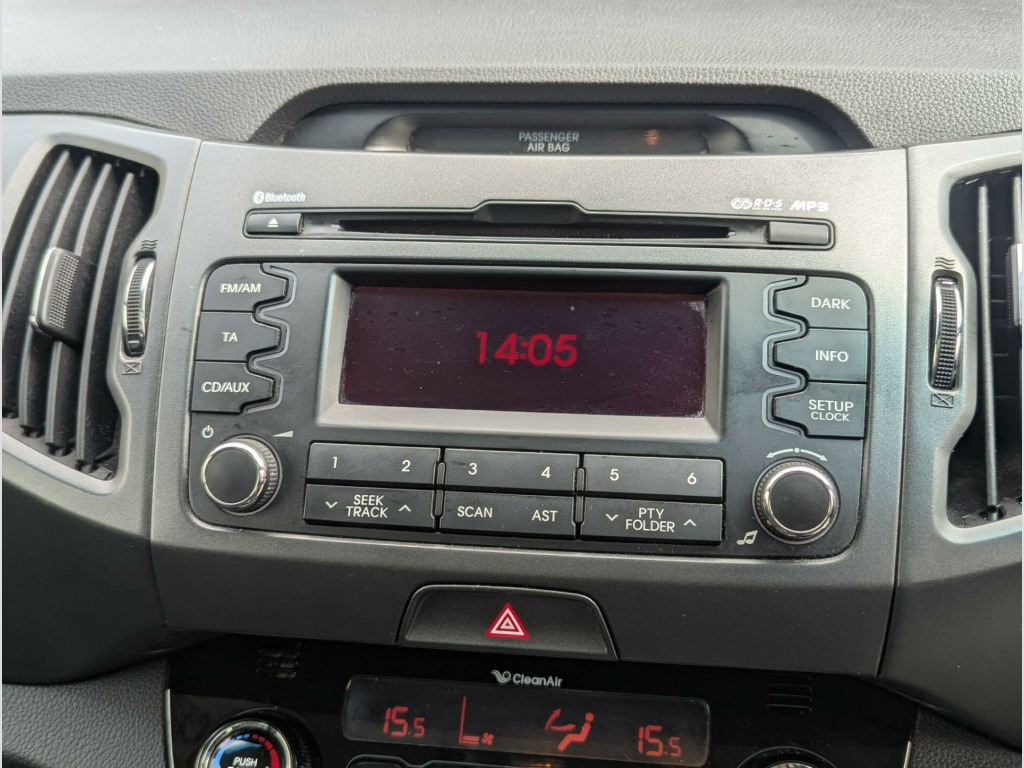 PASSENGER
AIR BAG
Bluetooth
R·D·S MP3
FM/AM
TA
CD/AUX
14:05
DARK
INFO
SETUP
CLOCK
1 2 3 4 5 6
SEEK
TRACK
SCAN AST
PTY
FOLDER
CleanAir
15.5 15.5
PUSH